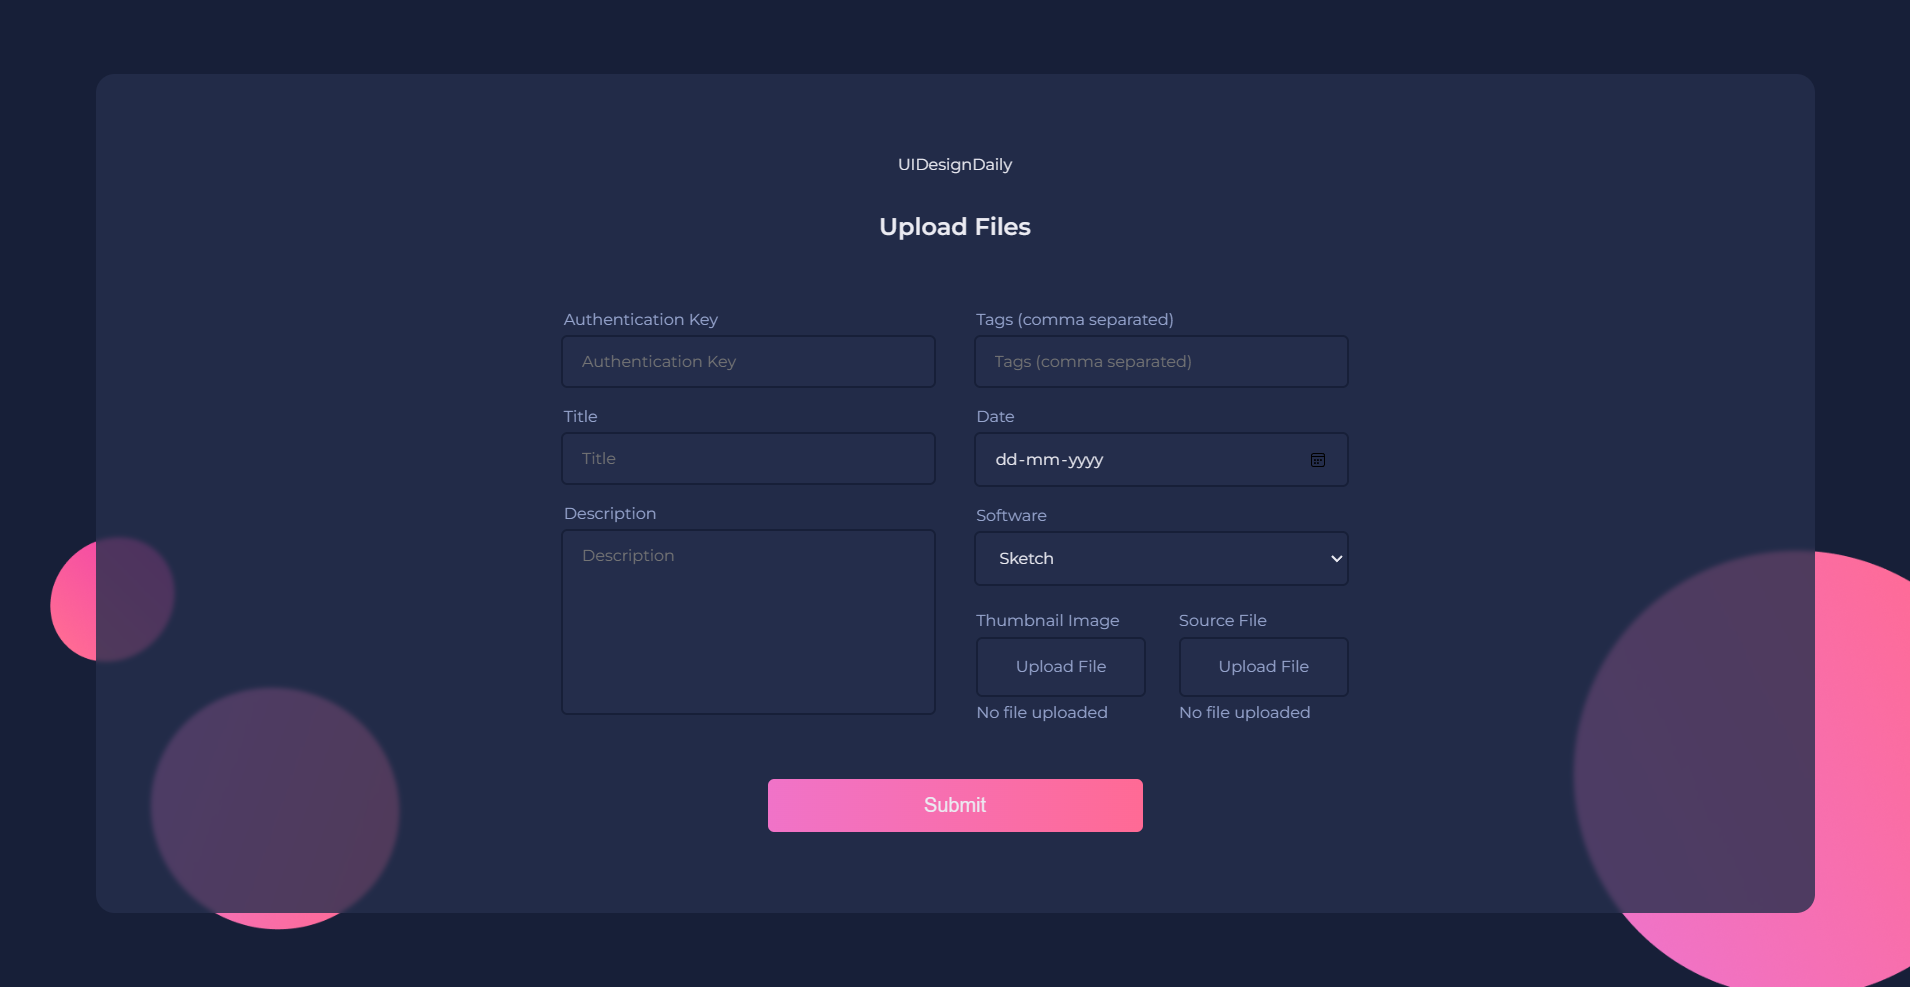 UIDesignDaily
Upload Files
Authentication Key
Authentication Key
Title
Title
Description
Description
Tags (comma separated)
Tags (comma separated)
Date
dd-mm-yyyy
Software
Sketch
Thumbnail Image
Upload File
No file uploaded
Source File
Upload File
No file uploaded
Submit